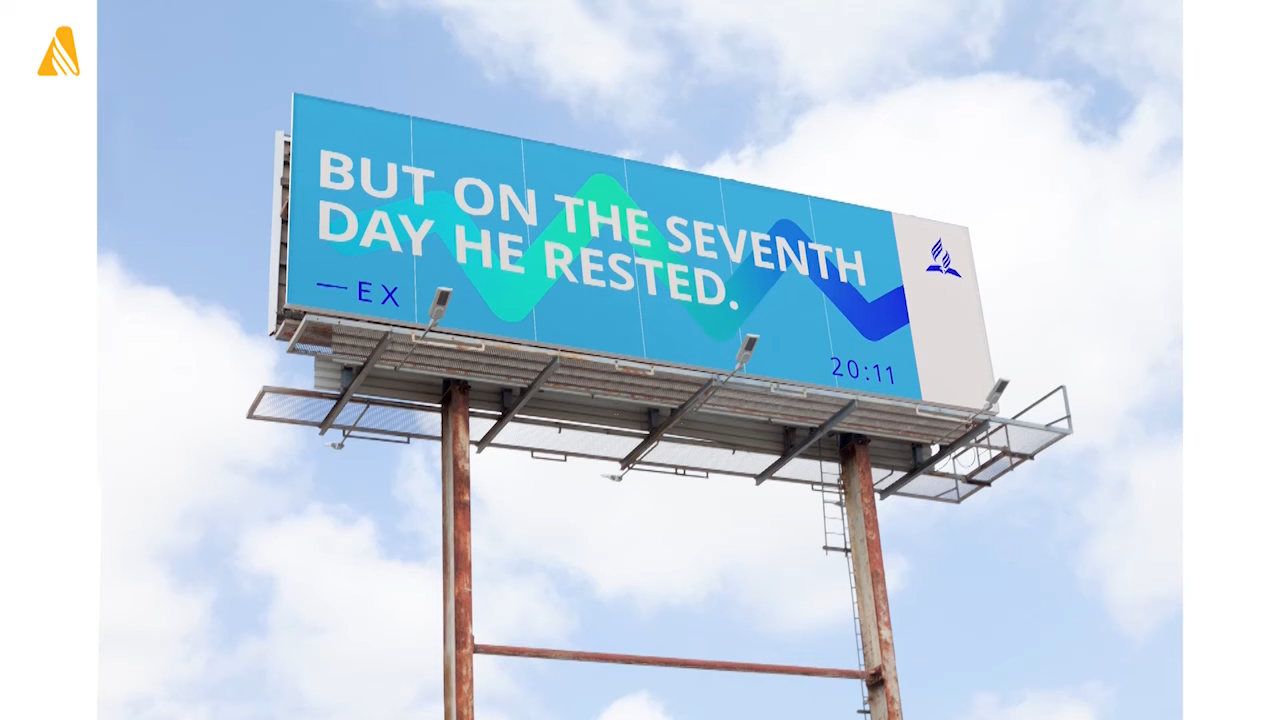 BUT ON THE SEVENTH
DAY HE RESTED.
— EX
20:11